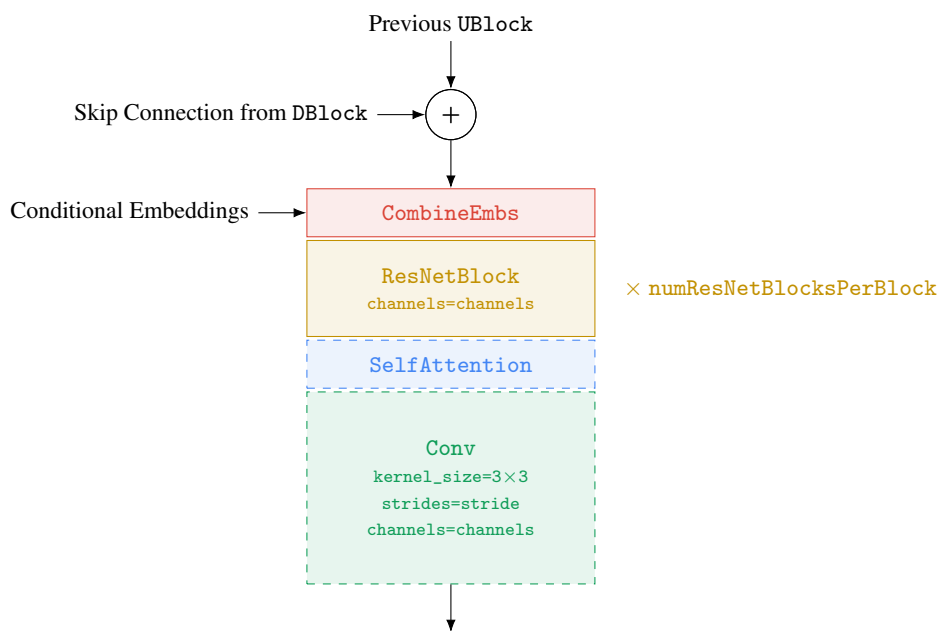 Previous UBlock
Skip Connection from DBlock
+
Conditional Embeddings
CombineEmbs
ResNetBlock
channels=channels
× numResNetBlocksPerBlock
SelfAttention
Conv
kernel_size=3×3
strides=stride
channels=channels